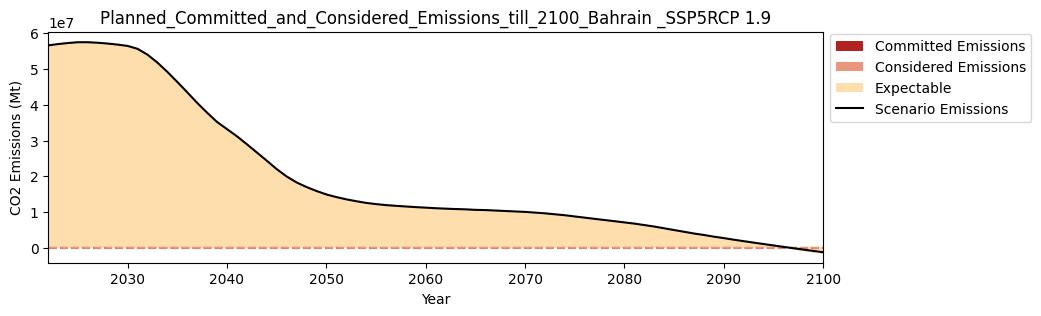 Planned_Committed_and_Considered_Emissions_till_2100_Bahrain _SSP5RCP 1.9
1e7
6
5
4
3
2
1
0
CO2 Emissions (Mt)
2030 2040 2050 2060 2070 2080 2090 2100
Year
Committed Emissions
Considered Emissions
Expectable
Scenario Emissions